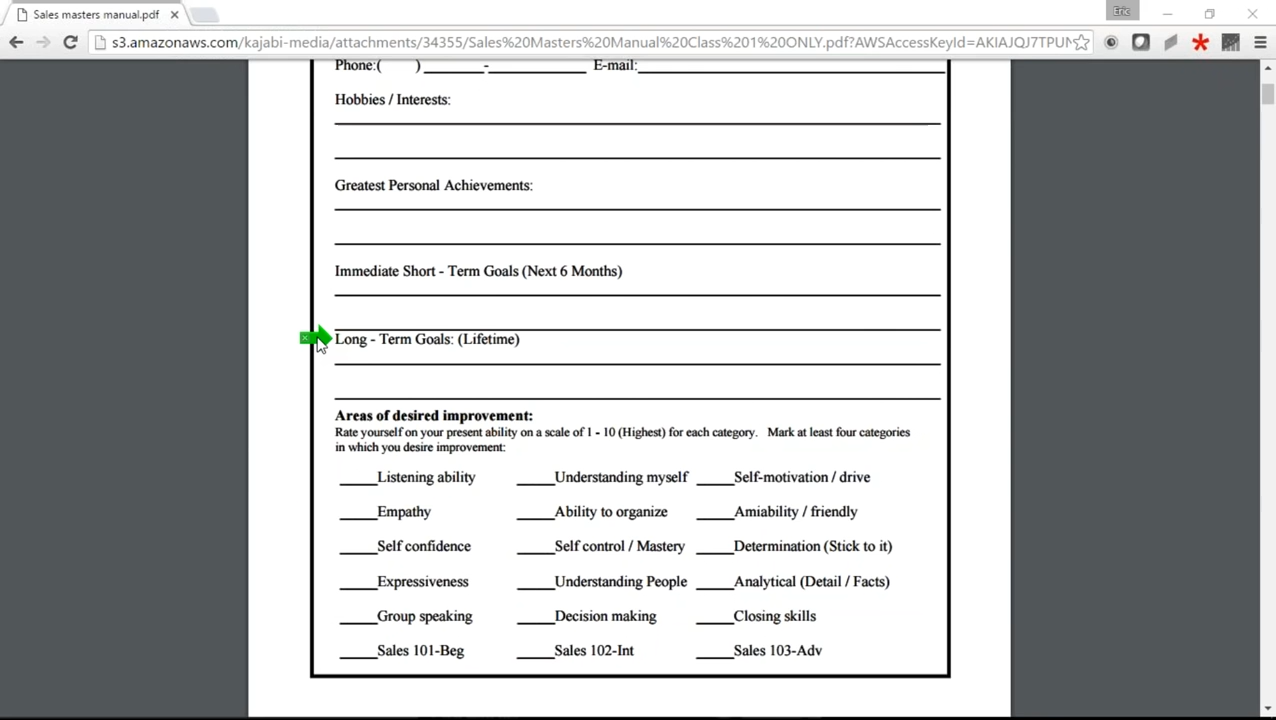 Sales masters manual.pdf
Eric
s3.amazonaws.com/kajabi-media/attachments/34355/Sales%20Masters%20Manual%20Class%201%20ONLY.pdf?AWSAccessKeyId=AKIAJQJ7TPUN
Phone:( ) - E-mail:
Hobbies / Interests:
Greatest Personal Achievements:
Immediate Short - Term Goals (Next 6 Months)
Long - Term Goals: (Lifetime)
Areas of desired improvement:
Rate yourself on your present ability on a scale of 1 - 10 (Highest) for each category. Mark at least four categories
in which you desire improvement:
Listening ability Understanding myself Self-motivation / drive
Empathy Ability to organize Amiability / friendly
Self confidence Self control / Mastery Determination (Stick to it)
Expressiveness Understanding People Analytical (Detail / Facts)
Group speaking Decision making Closing skills
Sales 101-Beg Sales 102-Int Sales 103-Adv